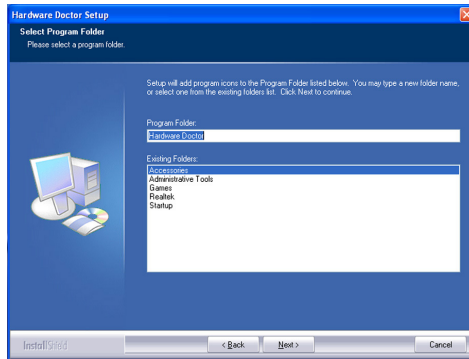 Hardware Doctor Setup
Select Program Folder
Please select a program folder.
Setup will add program icons to the Program Folder listed below. You may type a new folder name,
or select one from the existing folders list. Click Next to continue.
Program Folder:
Hardware Doctor
Existing Folders:
Accessories
Administrative Tools
Games
Realtek
Startup
InstallShield
< Back
Next >
Cancel